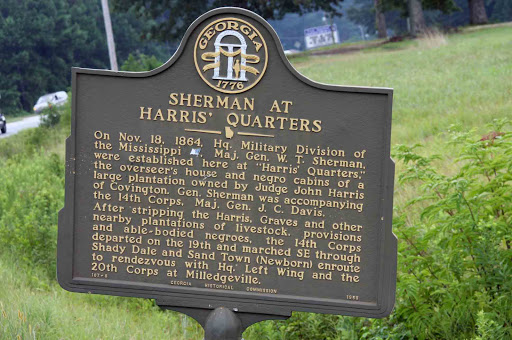 GEORGIA
1776
SHERMAN AT
HARRIS' QUARTERS
On Nov. 18, 1864, Hq. Military Division of
the Mississippi Maj. Gen. W. T. Sherman,
were established here at "Harris' Quarters,"
the overseer's house and negro cabins of a
large plantation owned by Judge John Harris
of Covington. Gen. Sherman was accompanying
the 14th Corps, Maj. Gen. J. C. Davis.
After stripping the Harris, Graves and other
nearby plantations of livestock, provisions
and able-bodied negroes, the 14th Corps
departed on the 19th and marched SE through
Shady Dale and Sand Town (Newborn) enroute
to rendezvous with Hq. Left Wing and the
20th Corps at Milledgeville.
GEORGIA HISTORICAL COMMISSION